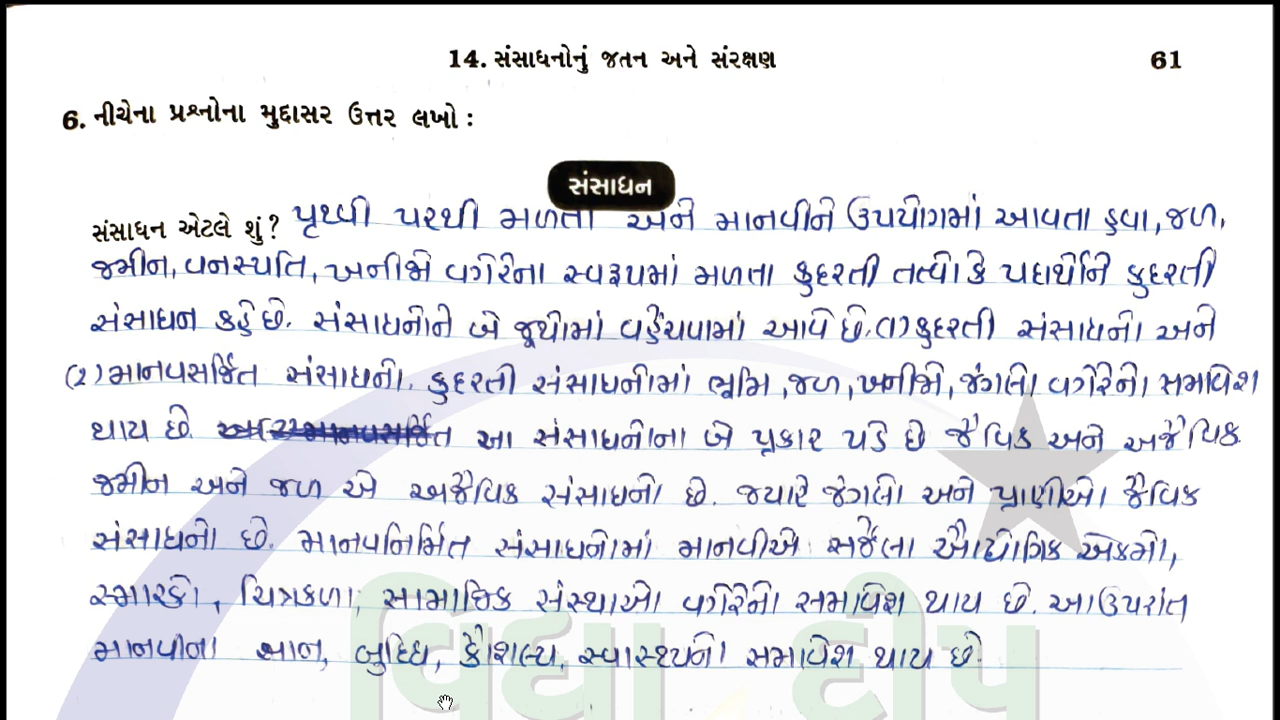 14. સંસાધનોનું જતન અને સંરક્ષણ 61
6. નીચેના પ્રશ્નોના મુદ્દાસર ઉત્તર લખો :
સંસાધન
સંસાધન એટલે શું? પૃથ્વી પરથી મળતા અને માનવીને ઉપયોગમાં આવતા હવા, જળ,
જમીન, વનસ્પતિ, ખનીજો વગેરેના સ્વરૂપમાં મળતા કુદરતી તત્વો કે પદાર્થોને કુદરતી
સંસાધન કહે છે. સંસાધનોને બે જૂથોમાં વહેંચવામાં આવે છે. (૧) કુદરતી સંસાધનો અને
(૨) માનવસર્જિત સંસાધનો. કુદરતી સંસાધનોમાં ભૂમિ, જળ, ખનીજો, જંગલો વગેરેનો સમાવેશ
થાય છે. આ સંસાધનોના બે પ્રકાર પડે છે જૈવિક અને અજૈવિક.
જમીન અને જળ એ અજૈવિક સંસાધનો છે. જ્યારે જંગલો અને પ્રાણીઓ જૈવિક
સંસાધનો છે. માનવનિર્મિત સંસાધનોમાં માનવીએ સર્જેલા ઔદ્યોગિક એકમો,
સ્મારકો, ચિત્રકળા, સામાજિક સંસ્થાઓ વગેરેનો સમાવેશ થાય છે. આ ઉપરાંત
માનવીના જ્ઞાન, બુદ્ધિ, કૌશલ્ય, સ્વાસ્થ્યનો સમાવેશ થાય છે.
વિદ્યા દીપ